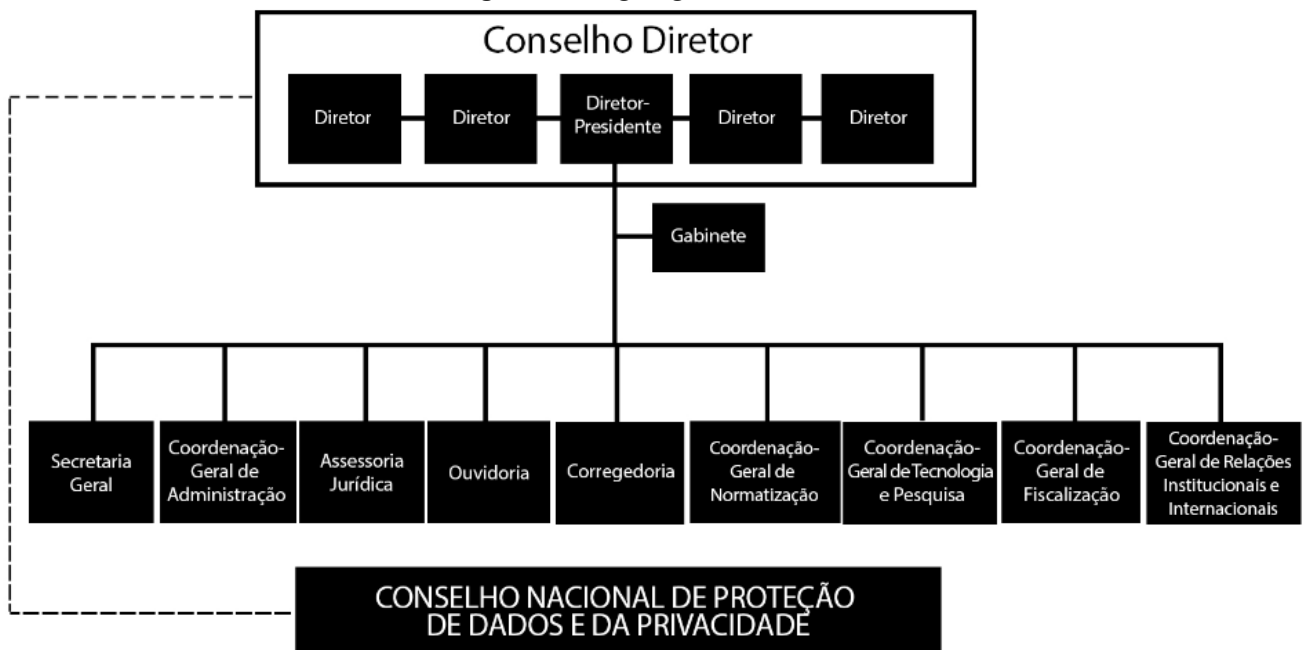 Conselho Diretor
Diretor
Diretor
Diretor-
Presidente
Diretor
Diretor
Gabinete
Secretaria
Geral
Coordenação-
Geral de
Administração
Assessoria
Jurídica
Ouvidoria
Corregedoria
Coordenação-
Geral de
Normatização
Coordenação-
Geral de Tecnologia
e Pesquisa
Coordenação-
Geral de
Fiscalização
Coordenação-
Geral de Relações
Institucionais e
Internacionais
CONSELHO NACIONAL DE PROTEÇÃO
DE DADOS E DA PRIVACIDADE